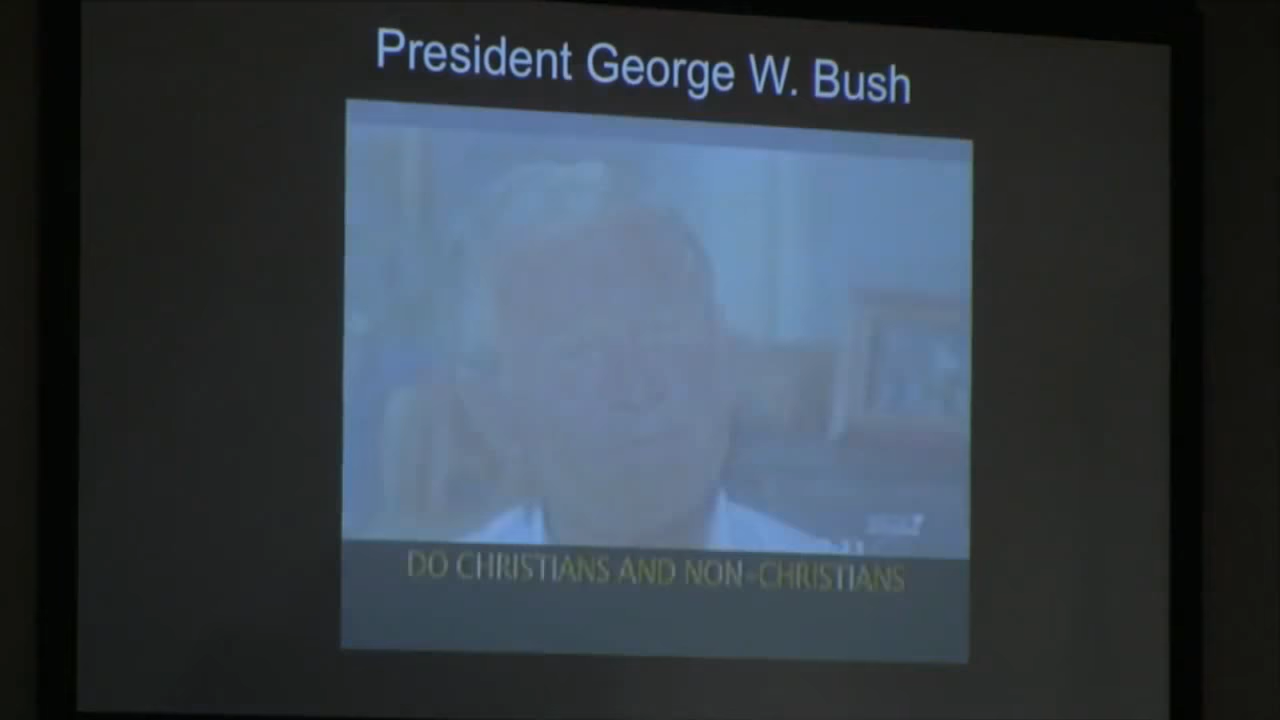 President George W. Bush
DO CHRISTIANS AND NON-CHRISTIANS